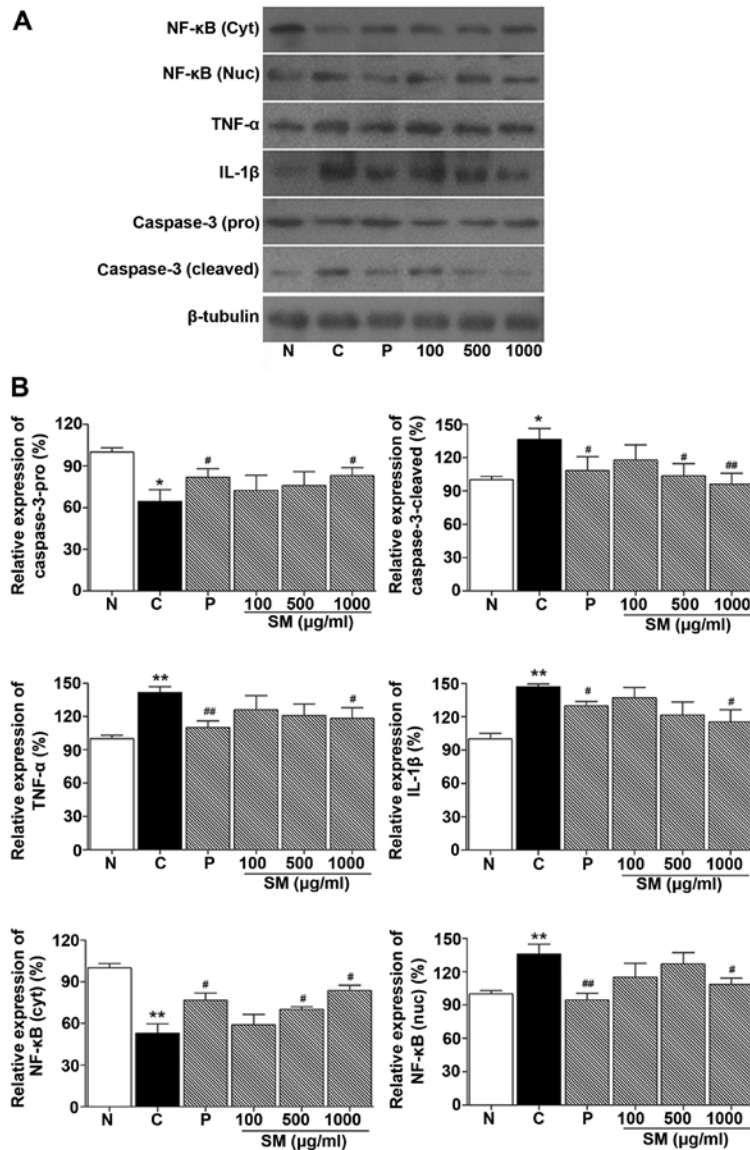 A
NF-κB (Cyt)
NF-κB (Nuc)
TNF-α
IL-1β
Caspase-3 (pro)
Caspase-3 (cleaved)
β-tubulin
N C P 100 500 1000
B
Relative expression of
caspase-3-pro (%)
120
90
60
30
0
*
#
#
N C P 100 500 1000
SM (μg/ml)
Relative expression of
caspase-3-cleaved (%)
150
120
90
60
30
0
*
#
#
##
N C P 100 500 1000
SM (μg/ml)
Relative expression of
TNF-α (%)
150
120
90
60
30
0
**
##
#
N C P 100 500 1000
SM (μg/ml)
Relative expression of
IL-1β (%)
150
120
90
60
30
0
**
#
#
N C P 100 500 1000
SM (μg/ml)
Relative expression of
NF-κB (cyt) (%)
120
90
60
30
0
**
#
#
#
N C P 100 500 1000
SM (μg/ml)
Relative expression of
NF-κB (nuc) (%)
150
120
90
60
30
0
**
##
#
N C P 100 500 1000
SM (μg/ml)